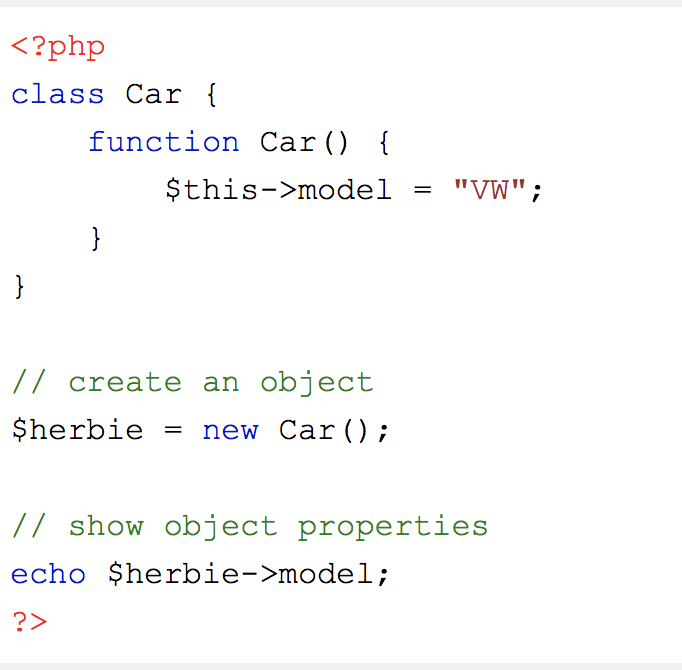 <?php
class Car {
    function Car() {
        $this->model = "VW";
    }
}

// create an object
$herbie = new Car();

// show object properties
echo $herbie->model;
?>